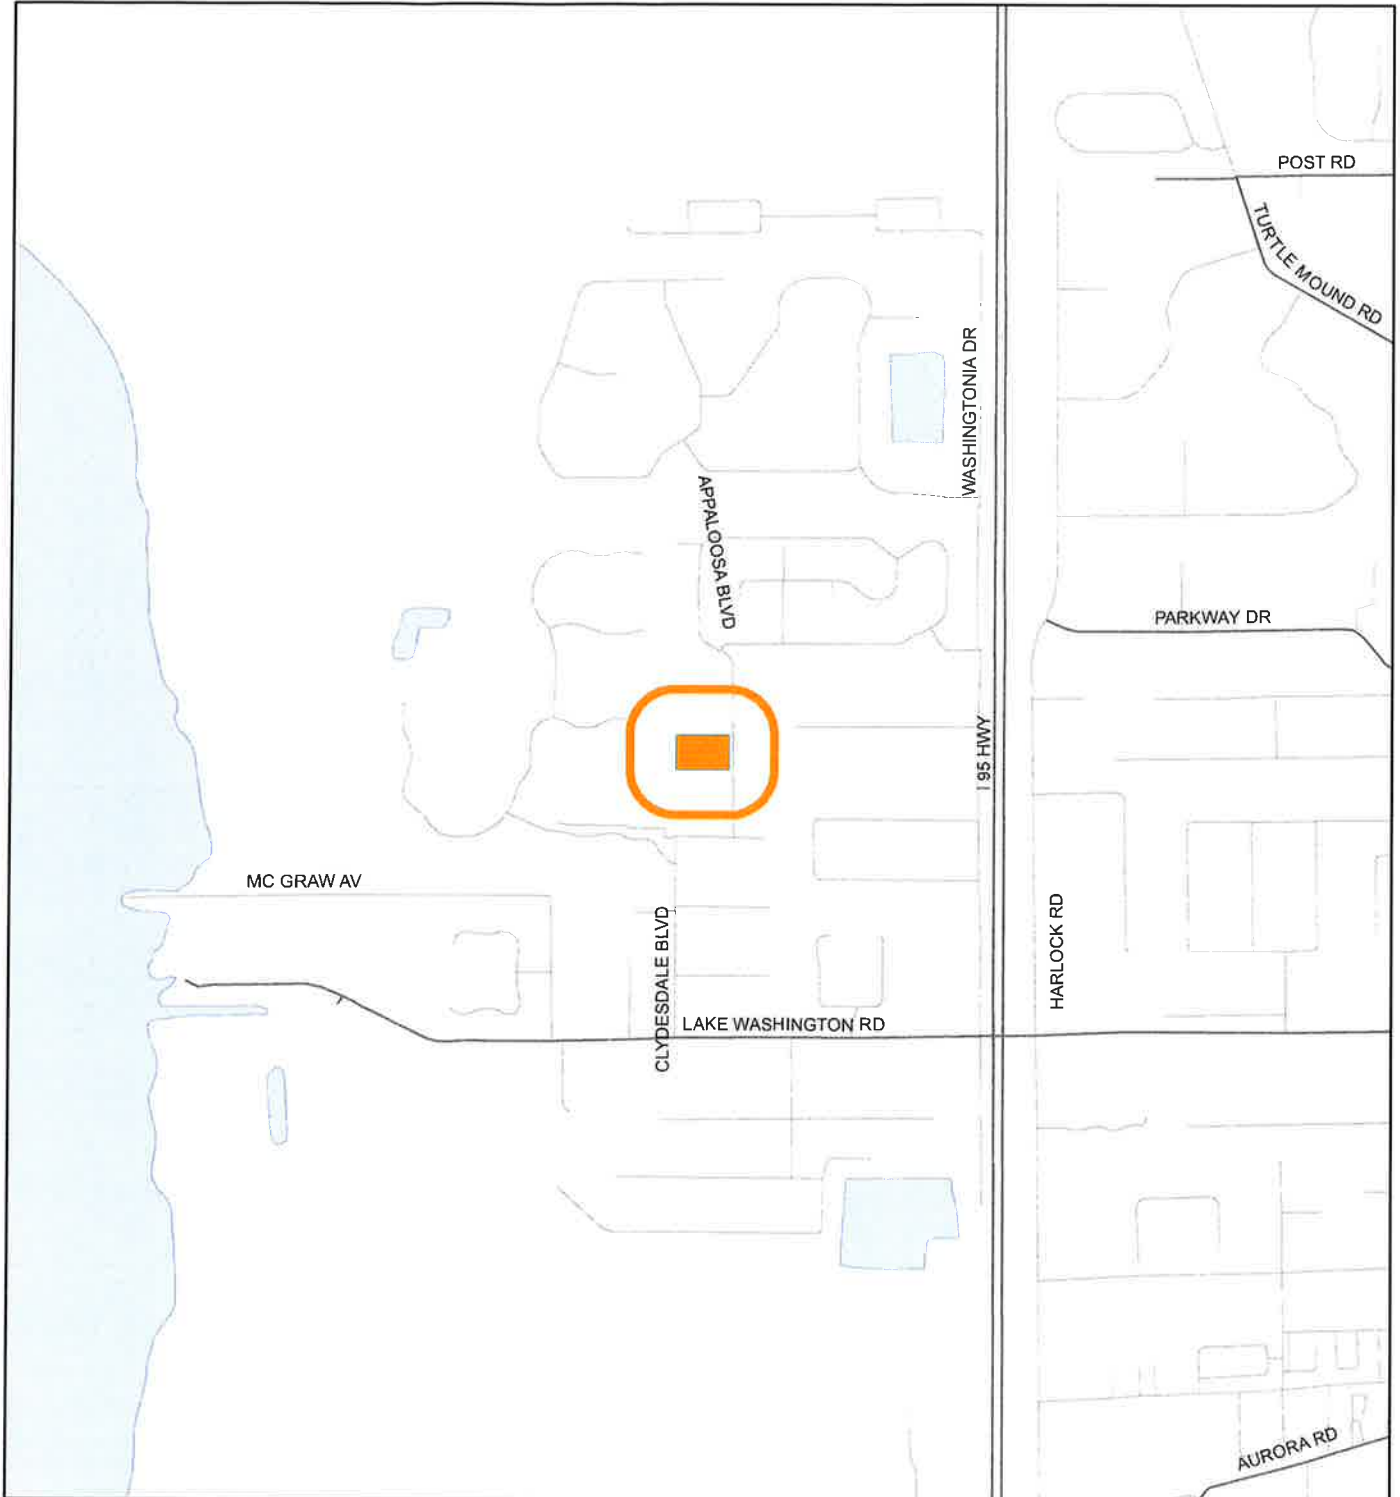 POST RD
TURTLE MOUND RD
WASHINGTONIA DR
APPALOOSA BLVD
PARKWAY DR
I 95 HWY
MC GRAW AV
CLYDESDALE BLVD
HARLOCK RD
LAKE WASHINGTON RD
AURORA RD